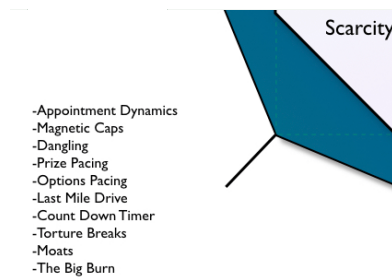 Scarcity
-Appointment Dynamics
-Magnetic Caps
-Dangling
-Prize Pacing
-Options Pacing
-Last Mile Drive
-Count Down Timer
-Torture Breaks
-Moats
-The Big Burn